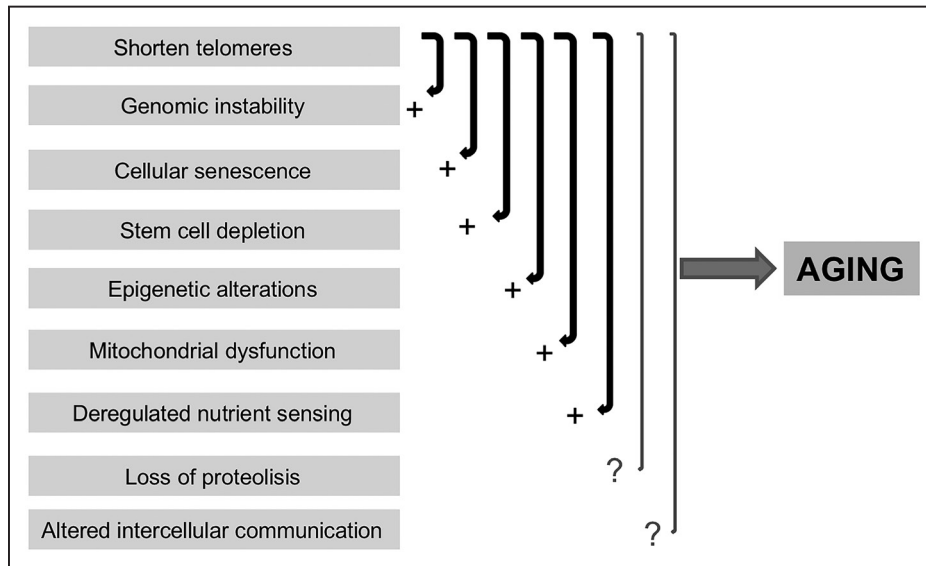 Shorten telomeres
Genomic instability
+
Cellular senescence
+
Stem cell depletion
+
Epigenetic alterations
+
Mitochondrial dysfunction
+
Deregulated nutrient sensing
+
Loss of proteolisis
?
Altered intercellular communication
?
AGING